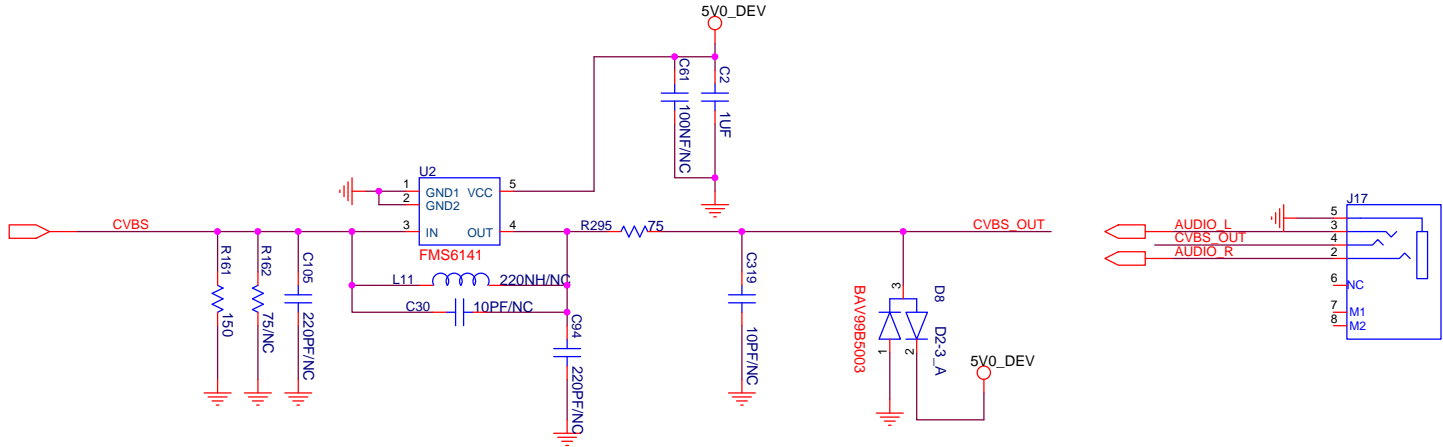 5V0_DEV
C61
100NF/NC
C2
1UF
U2
1 GND1 VCC 5
2 GND2
3 IN OUT 4
FMS6141
CVBS
R161
150
R162
75/NC
C105
220PF/NC
L11 220NH/NC
C30 10PF/NC
C94
220PF/NC
R295 75
C319
10PF/NC
CVBS_OUT
BAV99B5003
3
1
2
D8
D2-3_A
5V0_DEV
J17
5
AUDIO_L 3
CVBS_OUT 4
AUDIO_R 2
6 NC
7 M1
8 M2